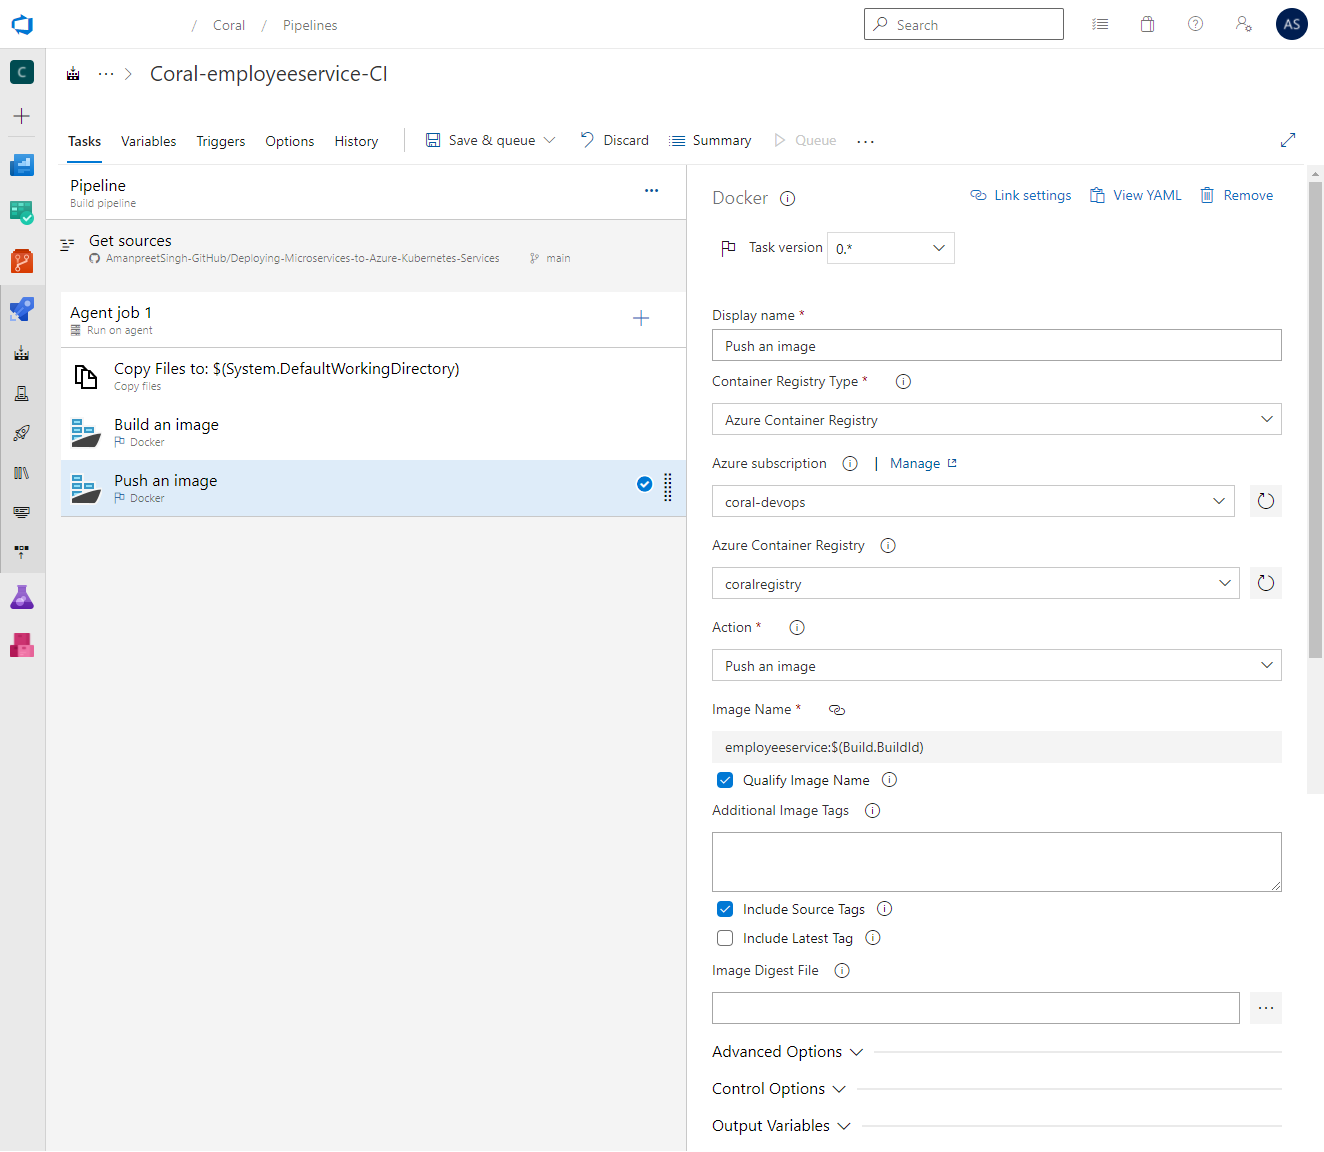 / Coral / Pipelines
Search
AS
C
... > Coral-employeeservice-CI
Tasks Variables Triggers Options History Save & queue Discard Summary Queue ...
Pipeline
Build pipeline
...
Get sources
AmanpreetSingh-GitHub/Deploying-Microservices-to-Azure-Kubernetes-Services main
Agent job 1
Run on agent
Copy Files to: $(System.DefaultWorkingDirectory)
Copy files
Build an image
Docker
Push an image
Docker
Docker
Link settings View YAML Remove
Task version 0.*
Display name *
Push an image
Container Registry Type *
Azure Container Registry
Azure subscription | Manage
coral-devops
Azure Container Registry
coralregistry
Action *
Push an image
Image Name *
employeeservice:$(Build.BuildId)
Qualify Image Name
Additional Image Tags
Include Source Tags
Include Latest Tag
Image Digest File
...
Advanced Options
Control Options
Output Variables